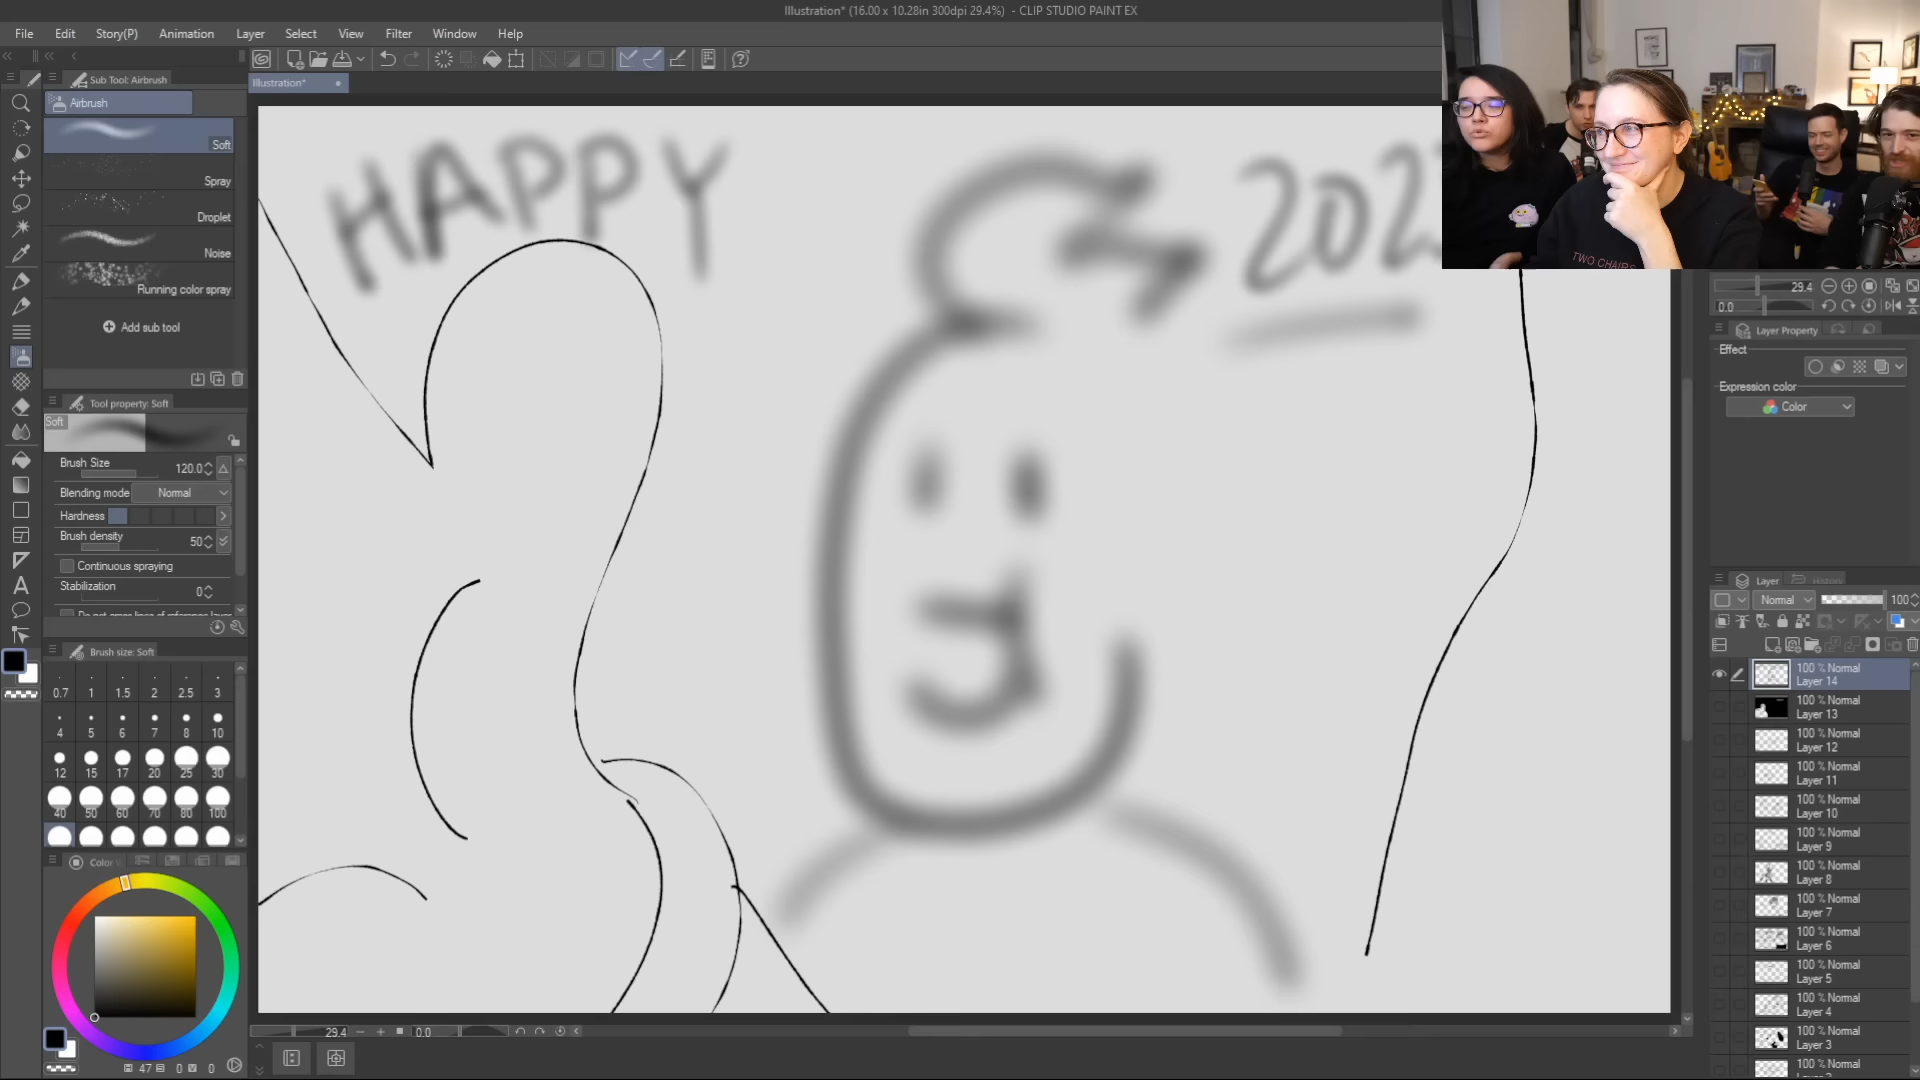 Illustration* (16.00 x 10.28in 300dpi 29.4%) - CLIP STUDIO PAINT EX
File Edit Story(P) Animation Layer Select View Filter Window Help
Sub Tool: Airbrush
Illustration*
Airbrush
Soft
Spray
Droplet
Noise
Running color spray
Add sub tool
Tool property: Soft
Soft
Brush Size 120.0
Blending mode Normal
Hardness
Brush density 50
Continuous spraying
Stabilization 0
Brush size: Soft
0.7 1 1.5 2 2.5 3
4 5 6 7 8 10
12 15 17 20 25 30
40 50 60 70 80 100
Color
47 0 0
HAPPY
202
TWO CHAIRS
29.4 0.0
29.4
0.0
Layer Property
Effect
Expression color
Color
Layer History
Normal 100
100 % Normal
Layer 14
100 % Normal
Layer 13
100 % Normal
Layer 12
100 % Normal
Layer 11
100 % Normal
Layer 10
100 % Normal
Layer 9
100 % Normal
Layer 8
100 % Normal
Layer 7
100 % Normal
Layer 6
100 % Normal
Layer 5
100 % Normal
Layer 4
100 % Normal
Layer 3
100 % Normal